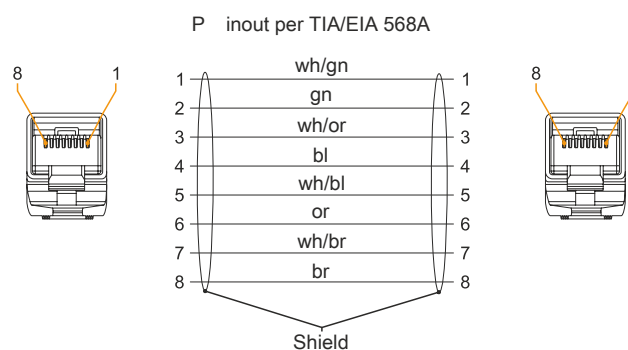 P inout per TIA/EIA 568A
8 1
8
1 wh/gn 1
2 gn 2
3 wh/or 3
4 bl 4
5 wh/bl 5
6 or 6
7 wh/br 7
8 br 8
Shield